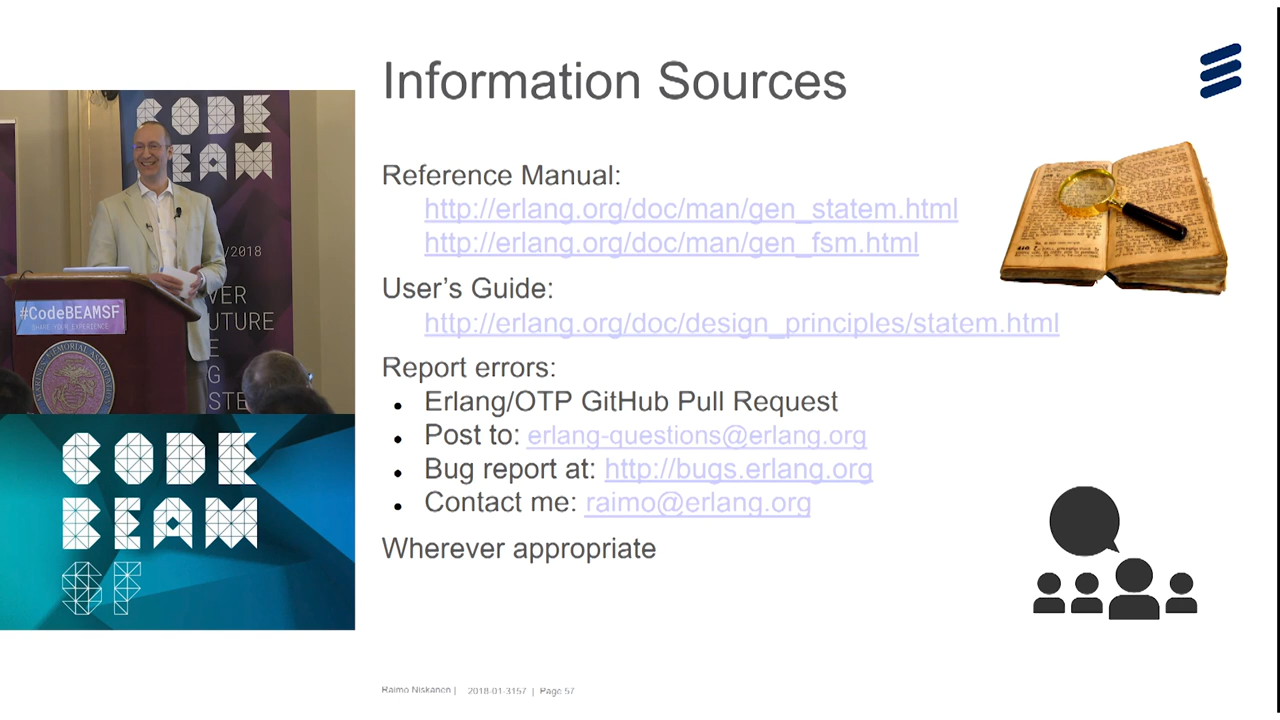 CODE
BEAM
/2018
VER
UTURE
E
G
STE
#CodeBEAMSF
SHARE YOUR EXPERIENCE
CODE
BEAM
SF
Information Sources
Reference Manual:
http://erlang.org/doc/man/gen_statem.html
http://erlang.org/doc/man/gen_fsm.html
User’s Guide:
http://erlang.org/doc/design_principles/statem.html
Report errors:
• Erlang/OTP GitHub Pull Request
• Post to: erlang-questions@erlang.org
• Bug report at: http://bugs.erlang.org
• Contact me: raimo@erlang.org
Wherever appropriate
Raimo Niskanen | 2018-01-3157 | Page 57